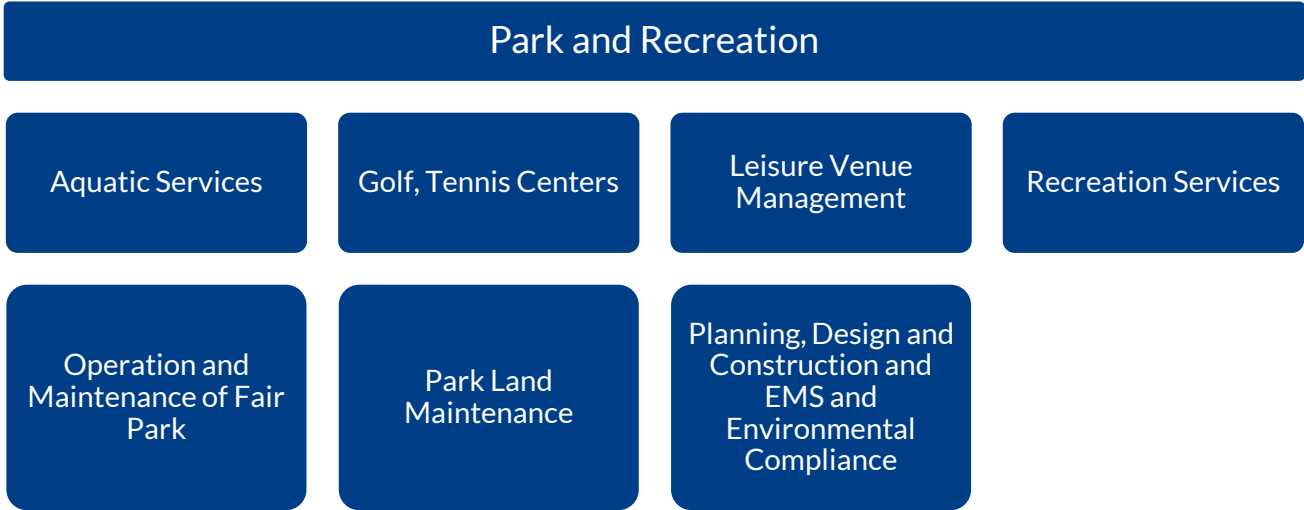 Park and Recreation
Aquatic Services
Golf, Tennis Centers
Leisure Venue
Management
Recreation Services
Operation and
Maintenance of Fair
Park
Park Land
Maintenance
Planning, Design and
Construction and
EMS and
Environmental
Compliance